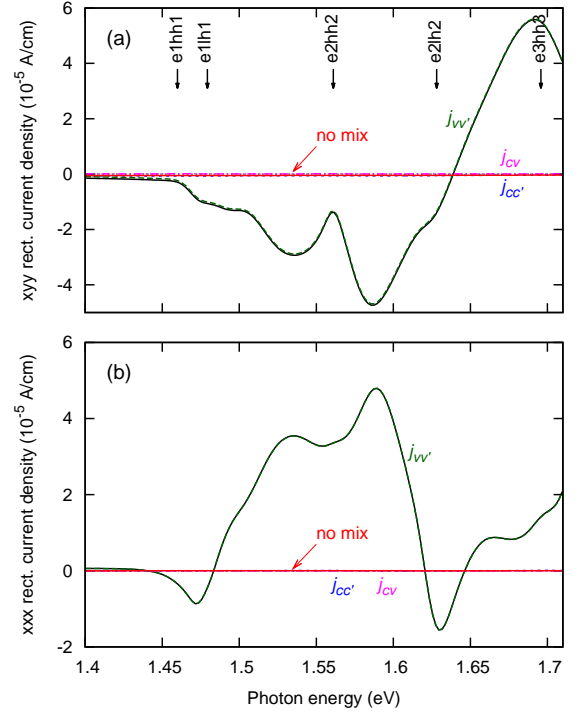 (a)
e1hh1
e1lh1
e2hh2
e2lh2
e3hh3
xyy rect. current density (10⁻⁵ A/cm)
6
4
2
0
-2
-4
no mix
j_vv'
j_cv
j_cc'
(b)
xxx rect. current density (10⁻⁵ A/cm)
6
4
2
0
-2
j_vv'
no mix
j_cc' j_cv
1.4 1.45 1.5 1.55 1.6 1.65 1.7
Photon energy (eV)